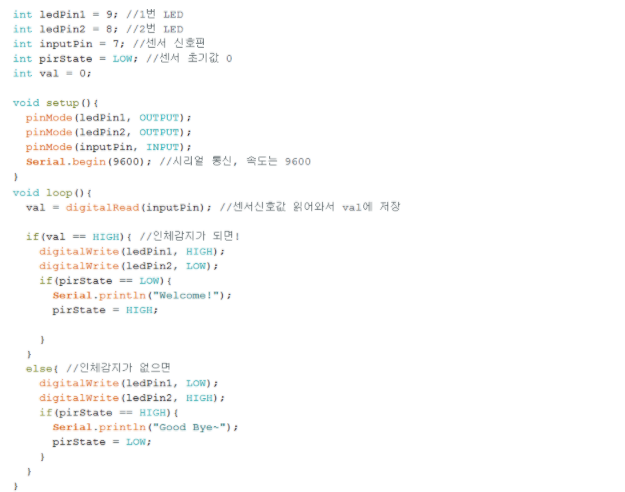 int ledPin1 = 9; //1번 LED
int ledPin2 = 8; //2번 LED
int inputPin = 7; //센서 신호핀
int pirState = LOW; //센서 초기값 0
int val = 0;

void setup(){
  pinMode(ledPin1, OUTPUT);
  pinMode(ledPin2, OUTPUT);
  pinMode(inputPin, INPUT);
  Serial.begin(9600); //시리얼 통신, 속도는 9600
}
void loop(){
  val = digitalRead(inputPin); //센서신호값 읽어와서 val에 저장

  if(val == HIGH){ //인체감지가 되면!
    digitalWrite(ledPin1, HIGH);
    digitalWrite(ledPin2, LOW);
    if(pirState == LOW){
      Serial.println("Welcome!");
      pirState = HIGH;

    }
  }
  else{ //인체감지가 없으면
    digitalWrite(ledPin1, LOW);
    digitalWrite(ledPin2, HIGH);
    if(pirState == HIGH){
      Serial.println("Good Bye~");
      pirState = LOW;
    }
  }
}